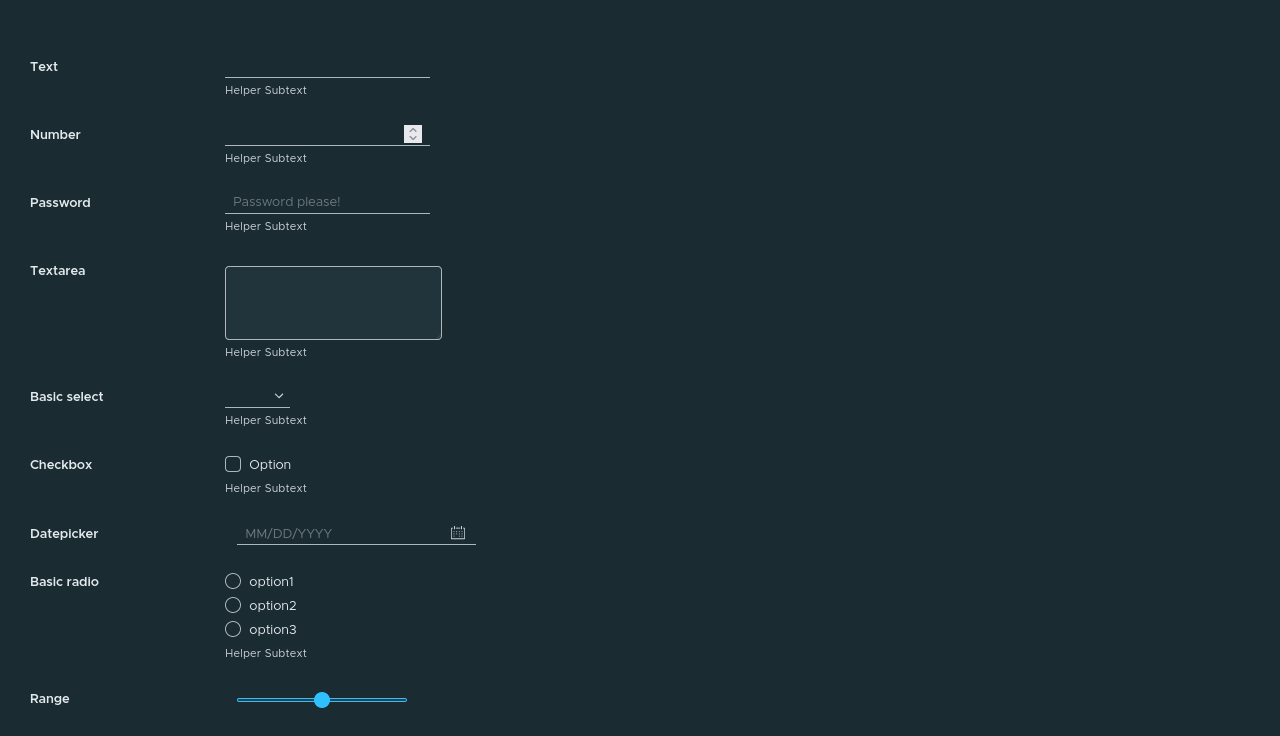 Text
Helper Subtext
Number
Helper Subtext
Password
Password please!
Helper Subtext
Textarea
Helper Subtext
Basic select
Helper Subtext
Checkbox
Option
Helper Subtext
Datepicker
MM/DD/YYYY
Basic radio
option1
option2
option3
Helper Subtext
Range